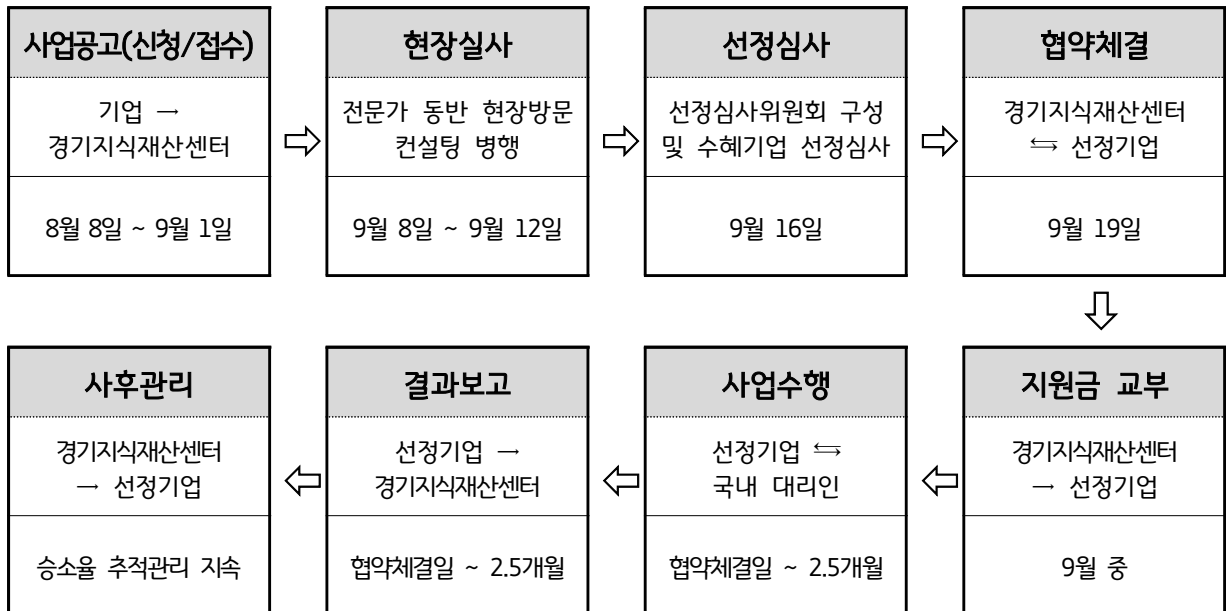 사업공고(신청/접수)
기업 →
경기지식재산센터
8월 8일 ~ 9월 1일
현장실사
전문가 동반 현장방문
컨설팅 병행
9월 8일 ~ 9월 12일
선정심사
선정심사위원회 구성
및 수혜기업 선정심사
9월 16일
협약체결
경기지식재산센터
⇆ 선정기업
9월 19일
지원금 교부
경기지식재산센터
→ 선정기업
9월 중
사업수행
선정기업 ⇆
국내 대리인
협약체결일 ~ 2.5개월
결과보고
선정기업 →
경기지식재산센터
협약체결일 ~ 2.5개월
사후관리
경기지식재산센터
→ 선정기업
승소율 추적관리 지속